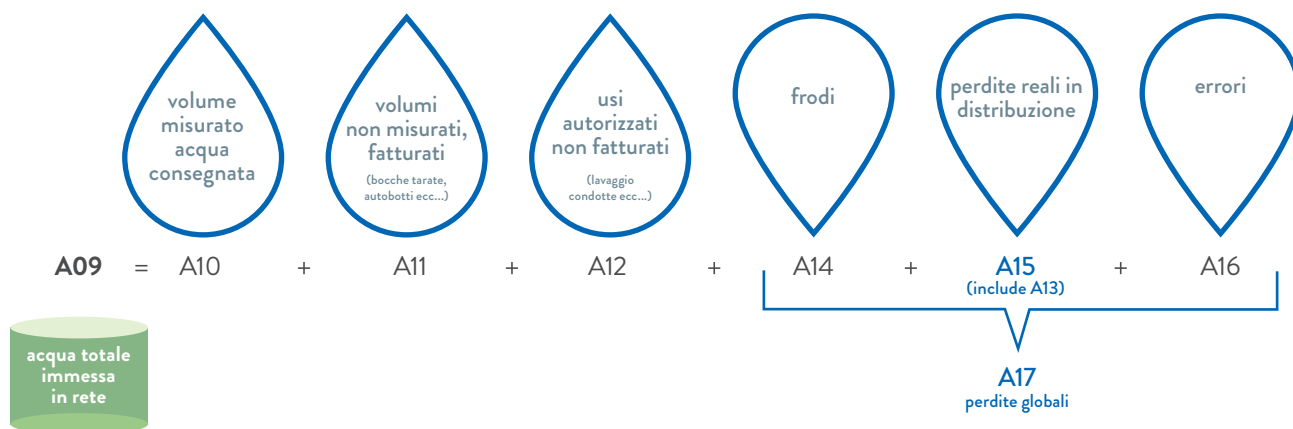 volume
misurato
acqua
consegnata
volumi
non misurati,
fatturati
(bocche tarate,
autobotti ecc...)
usi
autorizzati
non fatturati
(lavaggio
condotte ecc...)
frodi
perdite reali in
distribuzione
errori
A09 = A10 + A11 + A12 + A14 + A15 + A16
(include A13)
acqua totale
immessa
in rete
A17
perdite globali